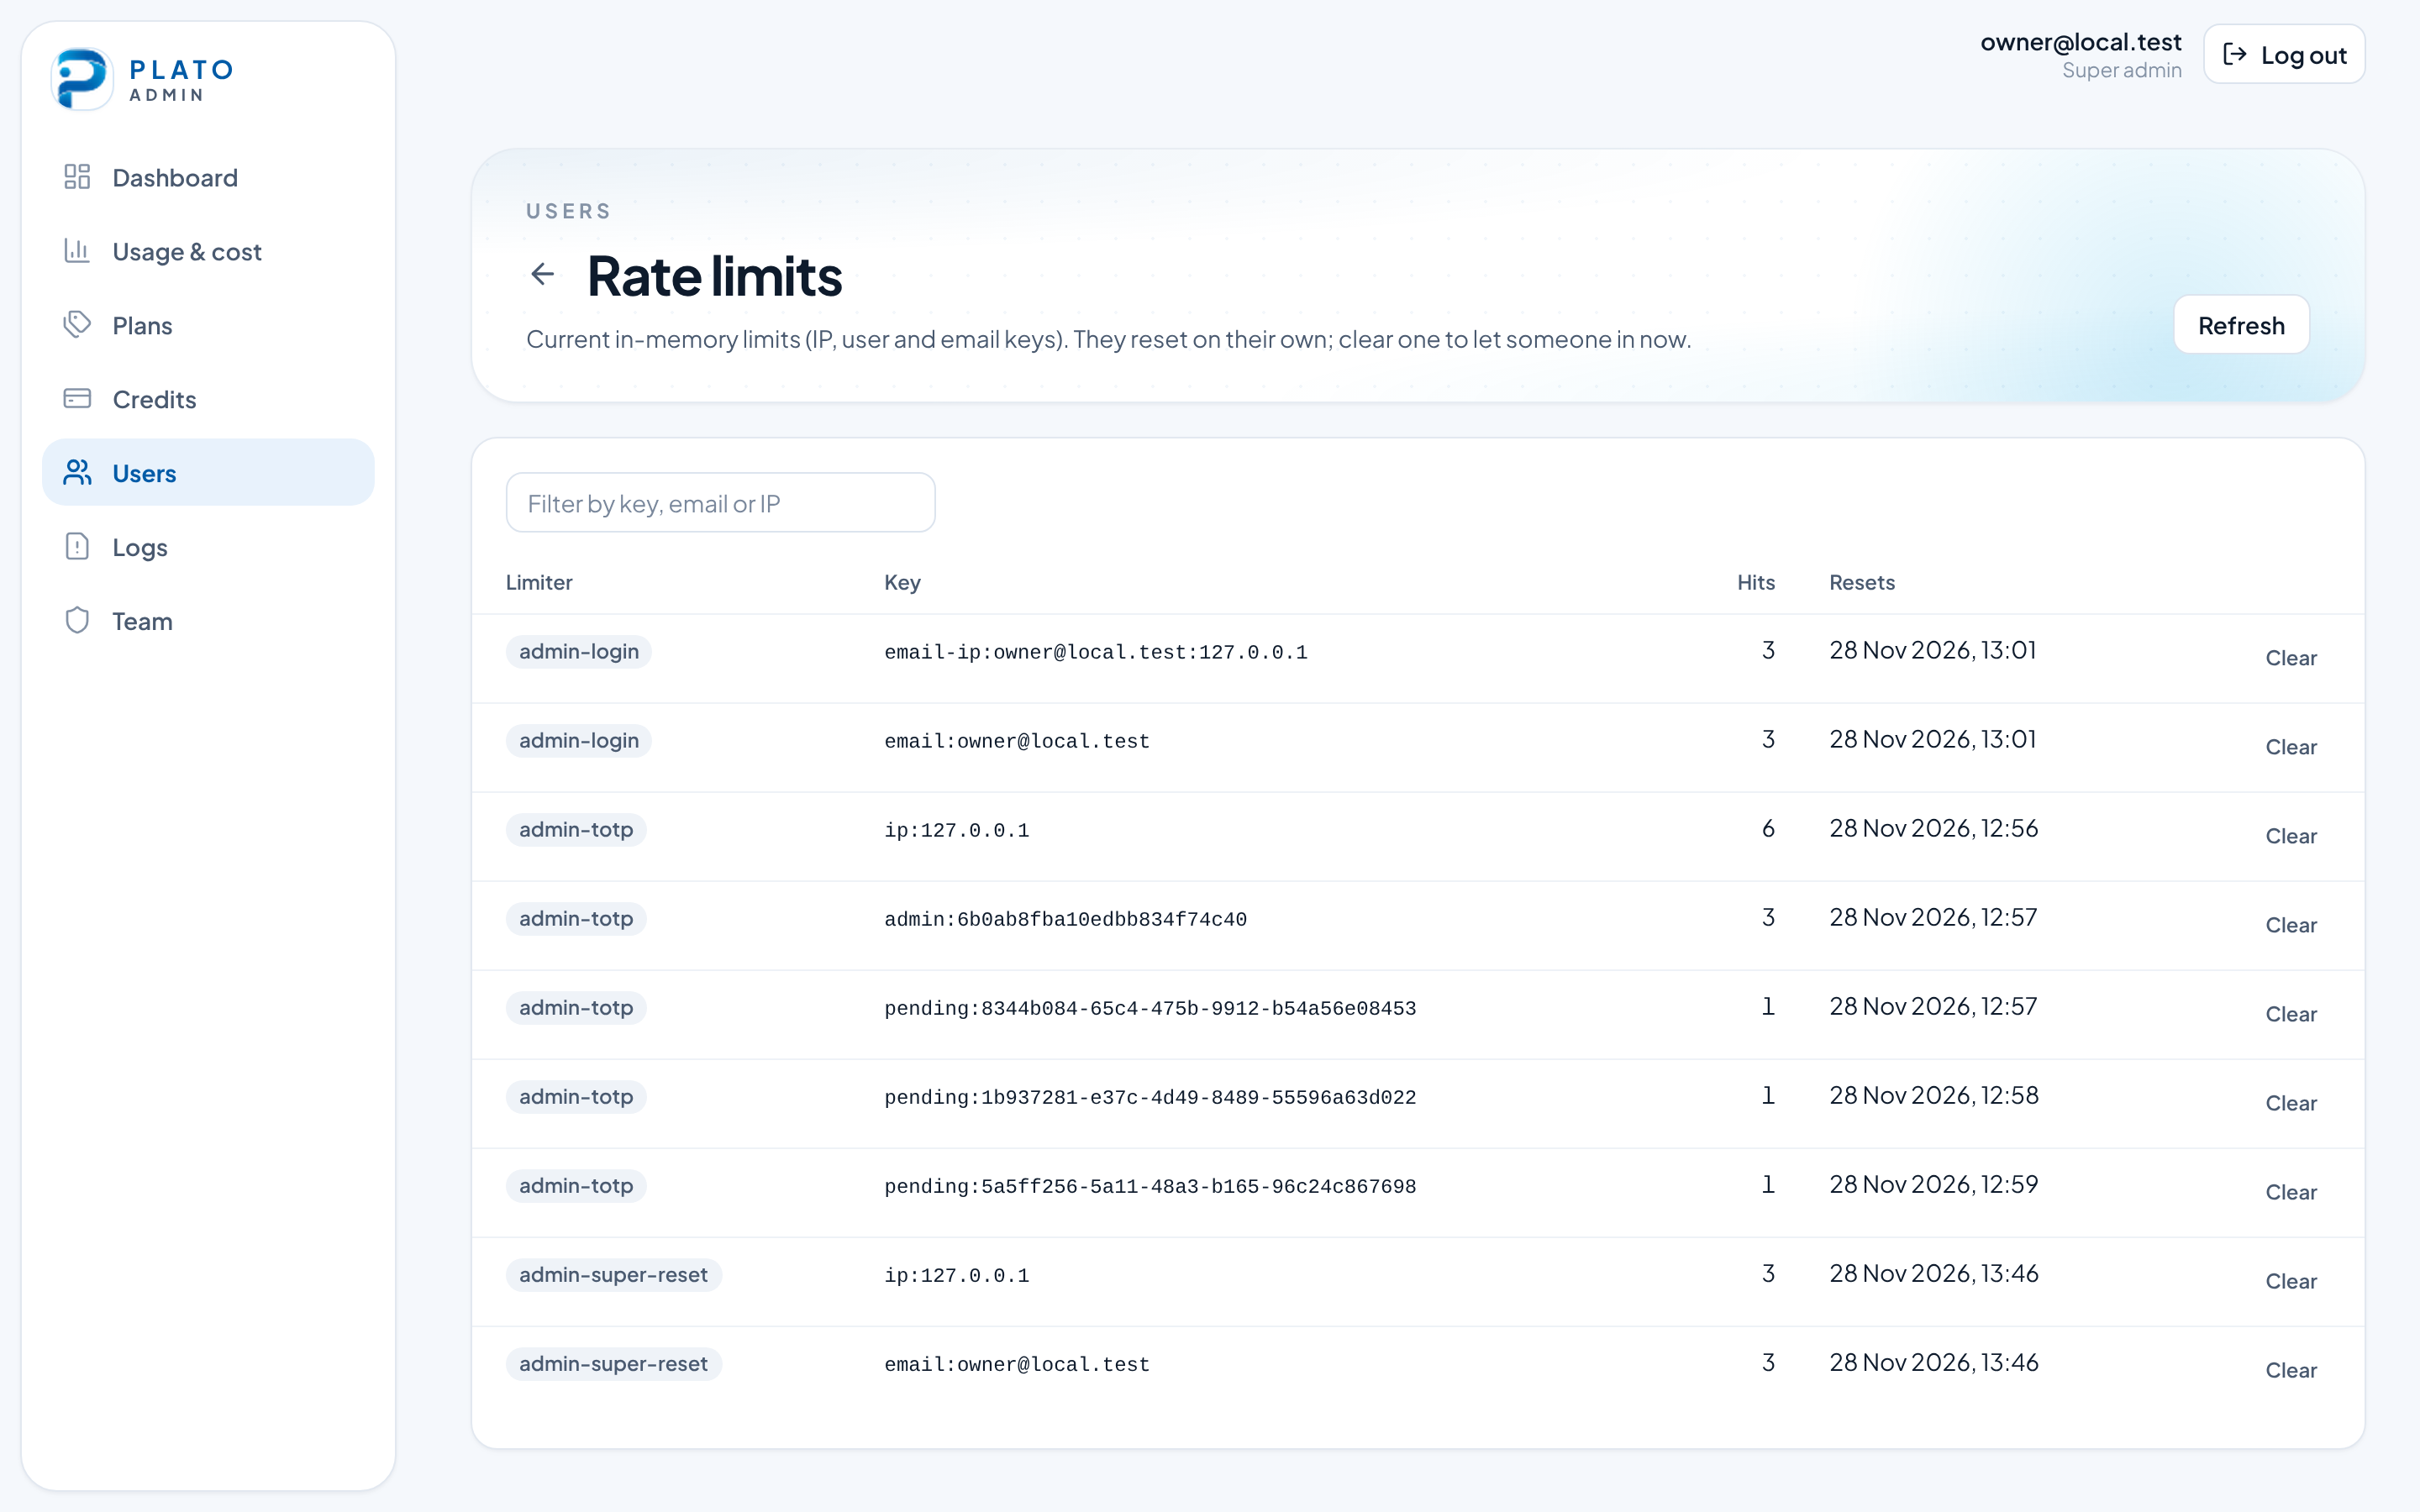 PLATO
ADMIN
Dashboard
Usage & cost
Plans
Credits
Users
Logs
Team
owner@local.test
Super admin
Log out
USERS
Rate limits
Current in-memory limits (IP, user and email keys). They reset on their own; clear one to let someone in now.
Refresh
Filter by key, email or IP
Limiter Key Hits Resets
admin-login email-ip:owner@local.test:127.0.0.1 3 28 Nov 2026, 13:01 Clear
admin-login email:owner@local.test 3 28 Nov 2026, 13:01 Clear
admin-totp ip:127.0.0.1 6 28 Nov 2026, 12:56 Clear
admin-totp admin:6b0ab8fba10edbb834f74c40 3 28 Nov 2026, 12:57 Clear
admin-totp pending:8344b084-65c4-475b-9912-b54a56e08453 1 28 Nov 2026, 12:57 Clear
admin-totp pending:1b937281-e37c-4d49-8489-55596a63d022 1 28 Nov 2026, 12:58 Clear
admin-totp pending:5a5ff256-5a11-48a3-b165-96c24c867698 1 28 Nov 2026, 12:59 Clear
admin-super-reset ip:127.0.0.1 3 28 Nov 2026, 13:46 Clear
admin-super-reset email:owner@local.test 3 28 Nov 2026, 13:46 Clear